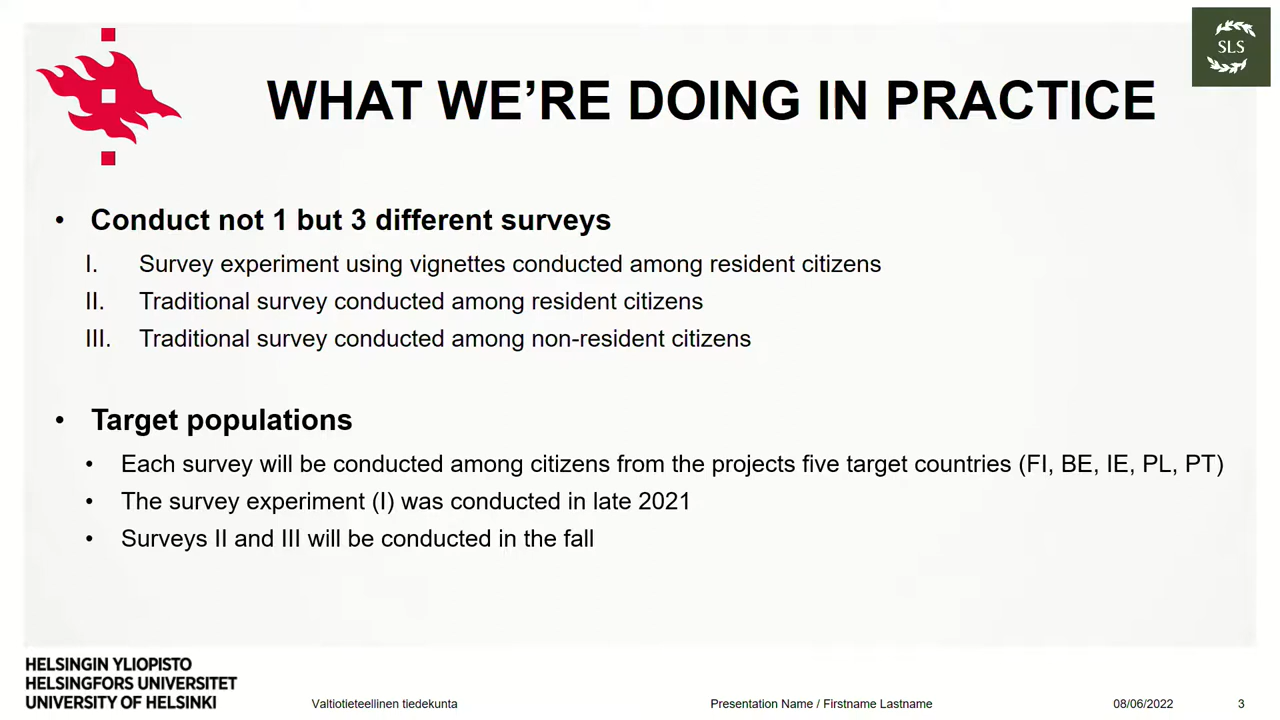 SLS
WHAT WE’RE DOING IN PRACTICE
• Conduct not 1 but 3 different surveys
I. Survey experiment using vignettes conducted among resident citizens
II. Traditional survey conducted among resident citizens
III. Traditional survey conducted among non-resident citizens
• Target populations
• Each survey will be conducted among citizens from the projects five target countries (FI, BE, IE, PL, PT)
• The survey experiment (I) was conducted in late 2021
• Surveys II and III will be conducted in the fall
HELSINGIN YLIOPISTO
HELSINGFORS UNIVERSITET
UNIVERSITY OF HELSINKI
Valtiotieteellinen tiedekunta
Presentation Name / Firstname Lastname
08/06/2022
3